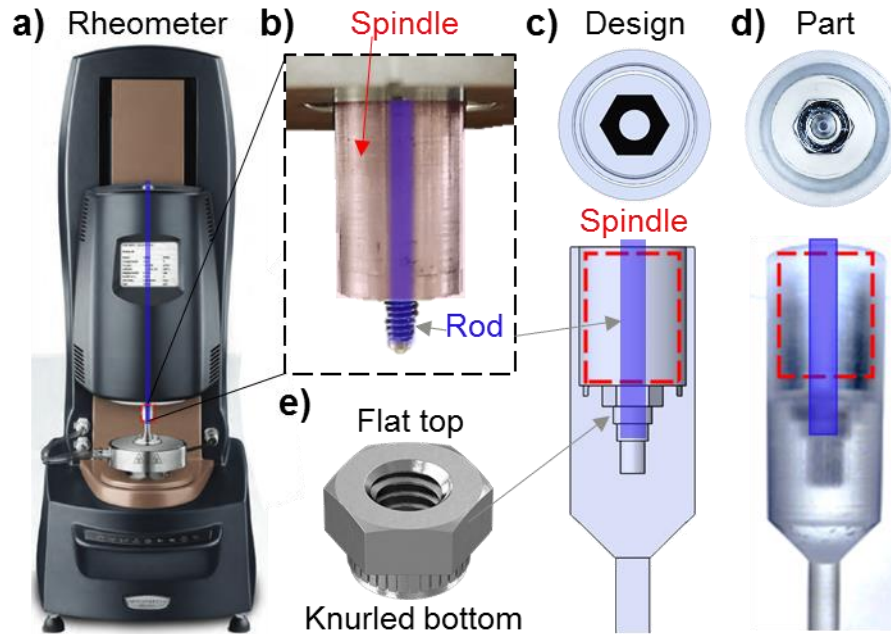 a) Rheometer
b) Spindle
c) Design
d) Part
Spindle
Rod
e)
Flat top
Knurled bottom